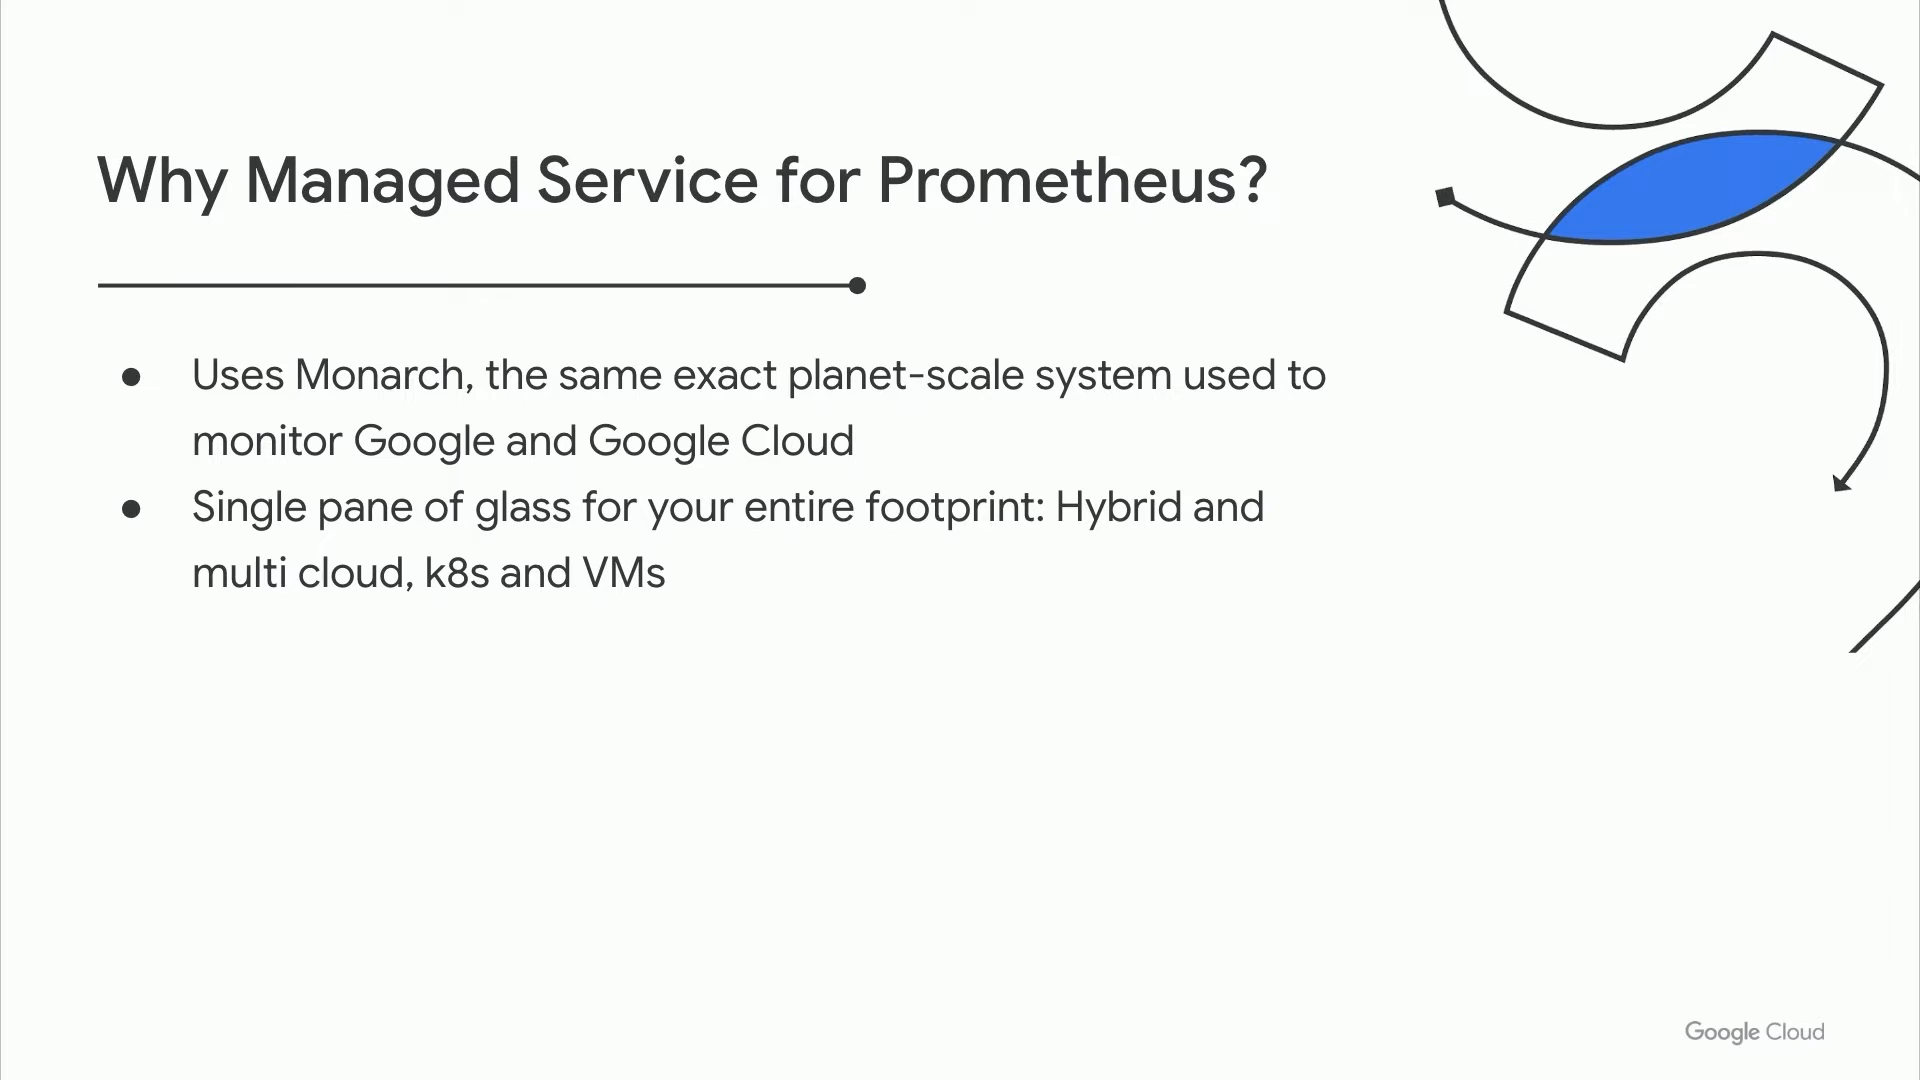 Why Managed Service for Prometheus?
● Uses Monarch, the same exact planet-scale system used to
monitor Google and Google Cloud
● Single pane of glass for your entire footprint: Hybrid and
multi cloud, k8s and VMs
Google Cloud